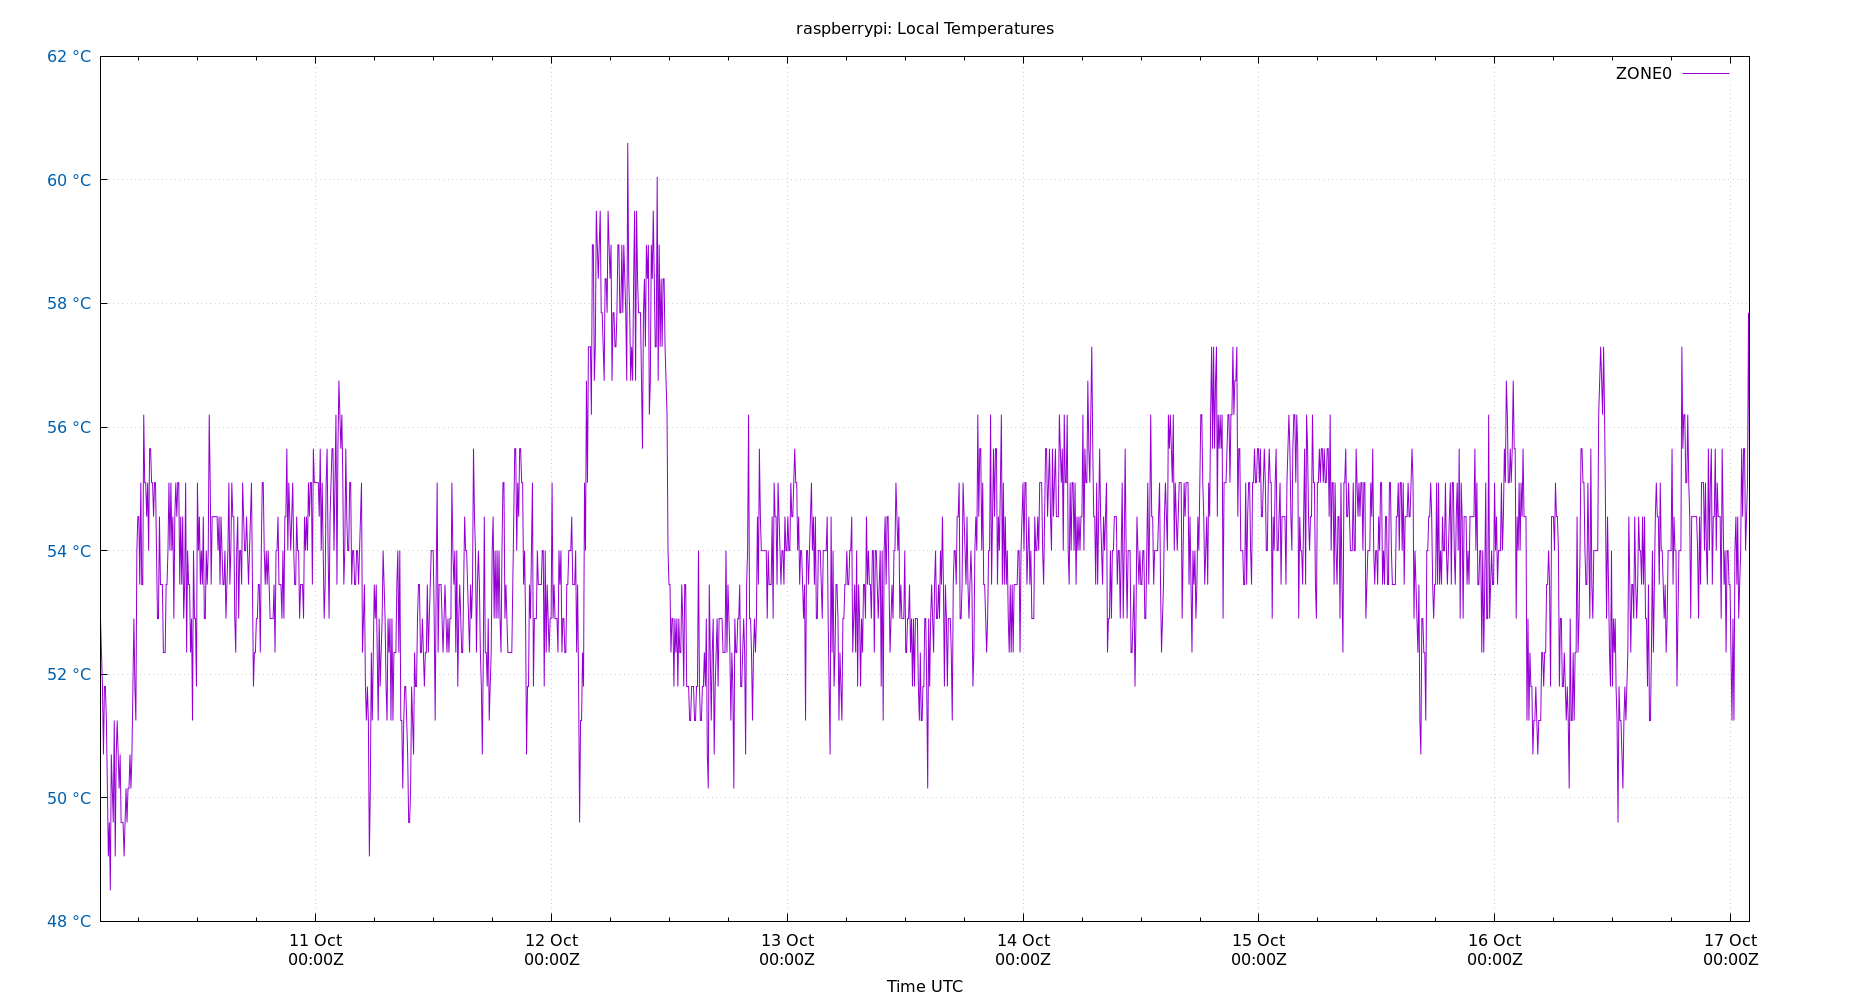 raspberrypi: Local Temperatures
62 °C
ZONE0
60 °C
58 °C
56 °C
54 °C
52 °C
50 °C
48 °C
11 Oct
00:00Z
12 Oct
00:00Z
13 Oct
00:00Z
14 Oct
00:00Z
15 Oct
00:00Z
16 Oct
00:00Z
17 Oct
00:00Z
Time UTC